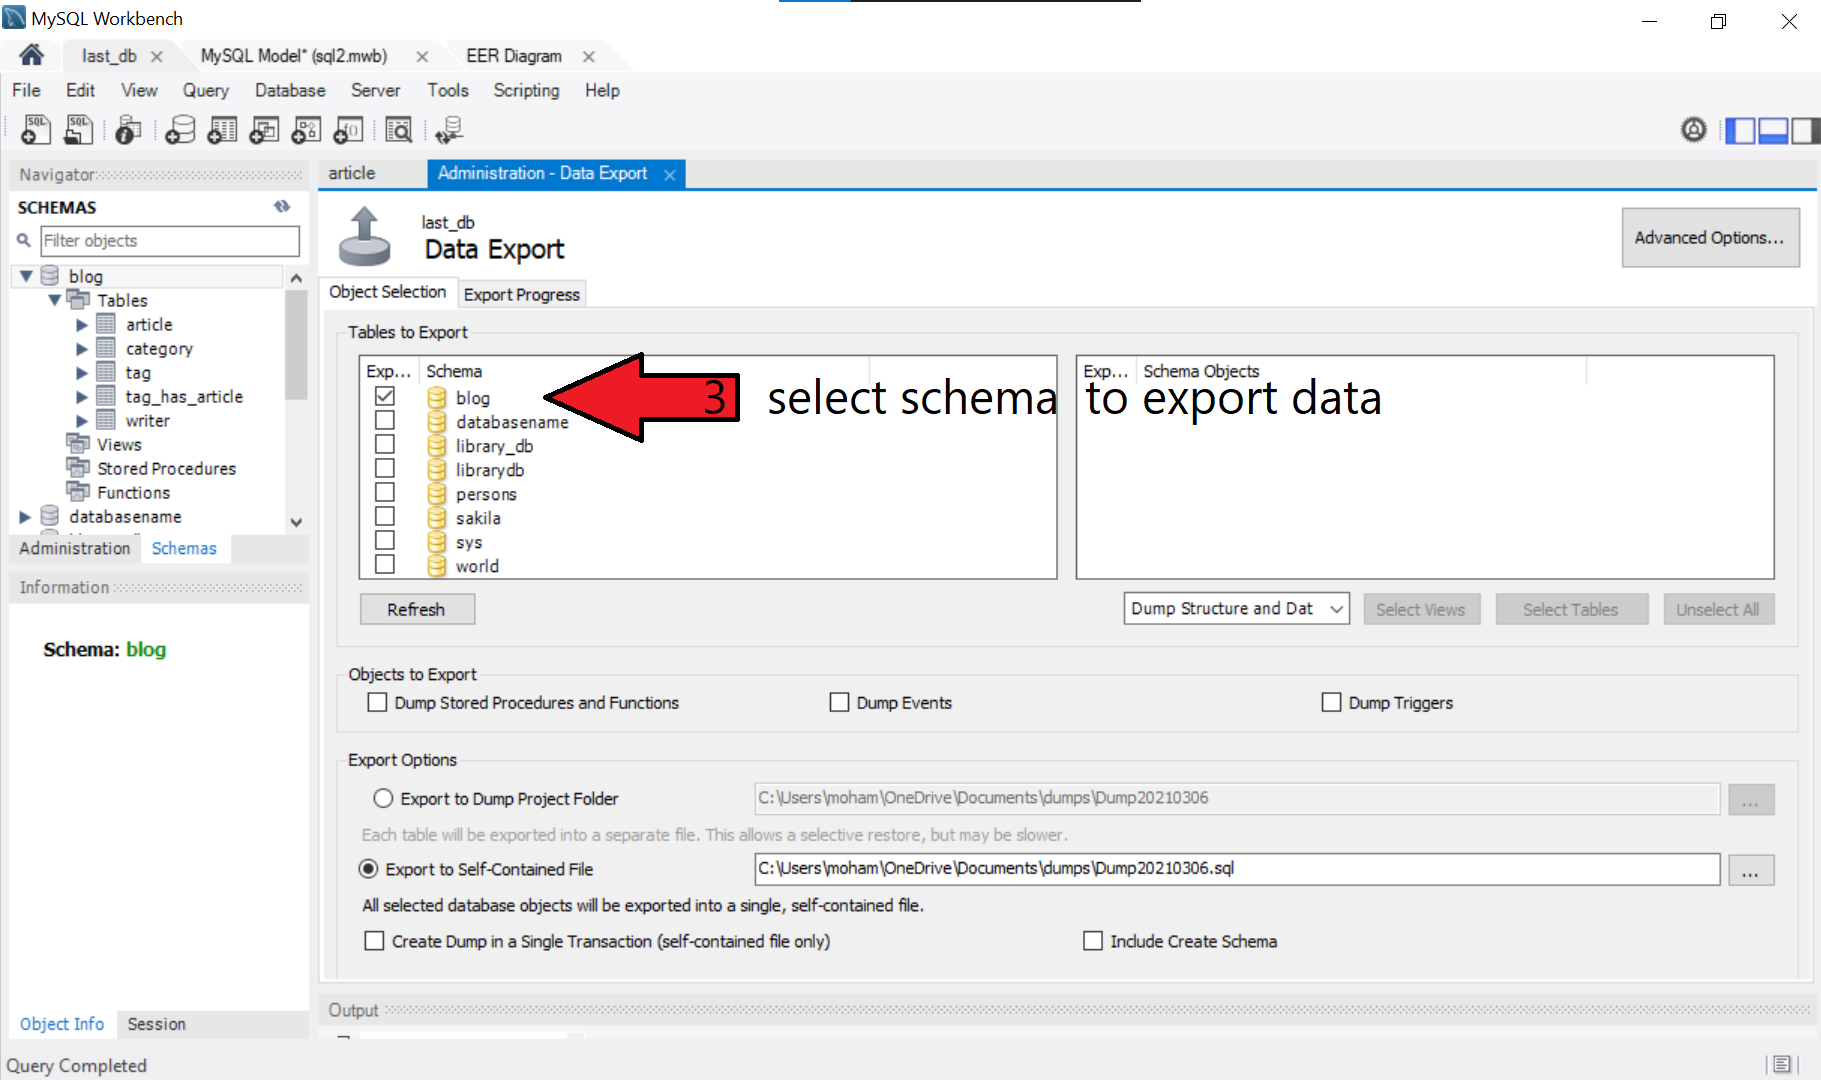 MySQL Workbench
last_db
MySQL Model* (sql2.mwb)
EER Diagram
File Edit View Query Database Server Tools Scripting Help
Navigator
SCHEMAS
Filter objects
blog
Tables
article
category
tag
tag_has_article
writer
Views
Stored Procedures
Functions
databasename
Administration Schemas
Information
Schema: blog
Object Info Session
article
Administration - Data Export
last_db
Data Export
Advanced Options...
Object Selection Export Progress
Tables to Export
Exp... Schema
blog
databasename
library_db
librarydb
persons
sakila
sys
world
Exp... Schema Objects
3 select schema to export data
Refresh
Dump Structure and Dat
Select Views
Select Tables
Unselect All
Objects to Export
Dump Stored Procedures and Functions
Dump Events
Dump Triggers
Export Options
Export to Dump Project Folder
C:\Users\moham\OneDrive\Documents\dumps\Dump20210306
...
Each table will be exported into a separate file. This allows a selective restore, but may be slower.
Export to Self-Contained File
C:\Users\moham\OneDrive\Documents\dumps\Dump20210306.sql
...
All selected database objects will be exported into a single, self-contained file.
Create Dump in a Single Transaction (self-contained file only)
Include Create Schema
Output
Query Completed